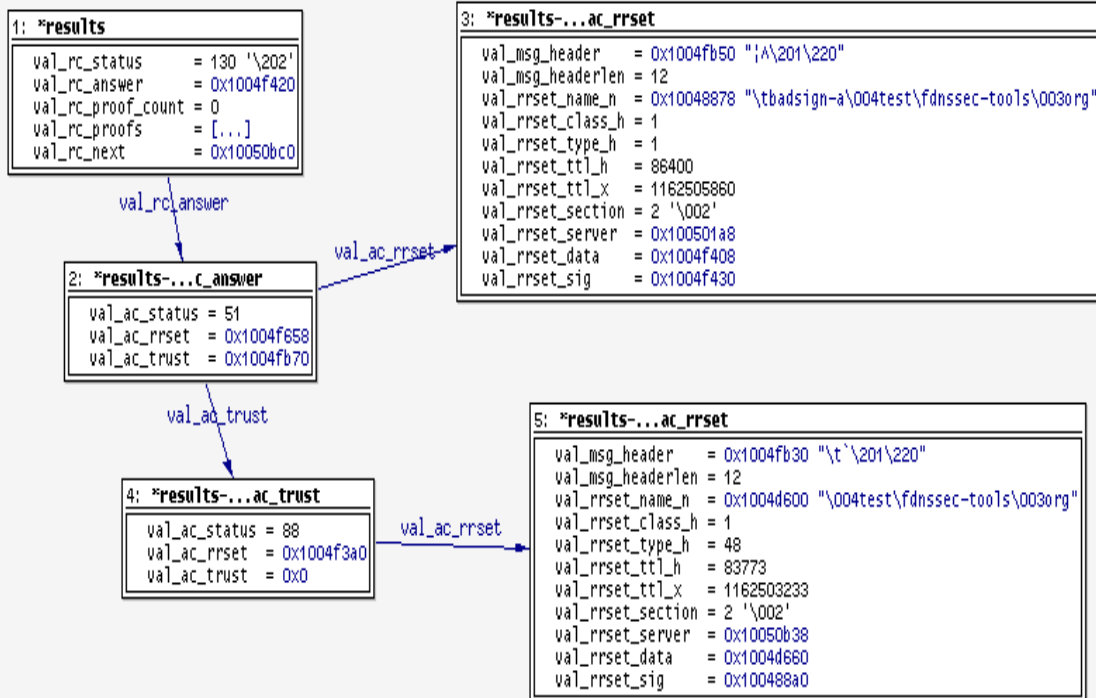 1: *results
val_rc_status = 130 '\202'
val_rc_answer = 0x1004f420
val_rc_proof_count = 0
val_rc_proofs = [...]
val_rc_next = 0x10050bc0
val_rc_answer
2: *results-...c_answer
val_ac_status = 51
val_ac_rrset = 0x1004f658
val_ac_trust = 0x1004fb70
val_ac_rrset
3: *results-...ac_rrset
val_msg_header = 0x1004fb50 "¦^\201\220"
val_msg_headerlen = 12
val_rrset_name_n = 0x10048878 "\tbadsign-a\004test\fdnssec-tools\003org"
val_rrset_class_h = 1
val_rrset_type_h = 1
val_rrset_ttl_h = 86400
val_rrset_ttl_x = 1162505860
val_rrset_section = 2 '\002'
val_rrset_server = 0x100501a8
val_rrset_data = 0x1004f408
val_rrset_sig = 0x1004f430
val_ac_trust
4: *results-...ac_trust
val_ac_status = 88
val_ac_rrset = 0x1004f3a0
val_ac_trust = 0x0
val_ac_rrset
5: *results-...ac_rrset
val_msg_header = 0x1004fb30 "\t`\201\220"
val_msg_headerlen = 12
val_rrset_name_n = 0x1004d600 "\004test\fdnssec-tools\003org"
val_rrset_class_h = 1
val_rrset_type_h = 48
val_rrset_ttl_h = 83773
val_rrset_ttl_x = 1162503233
val_rrset_section = 2 '\002'
val_rrset_server = 0x10050b38
val_rrset_data = 0x1004d660
val_rrset_sig = 0x100488a0